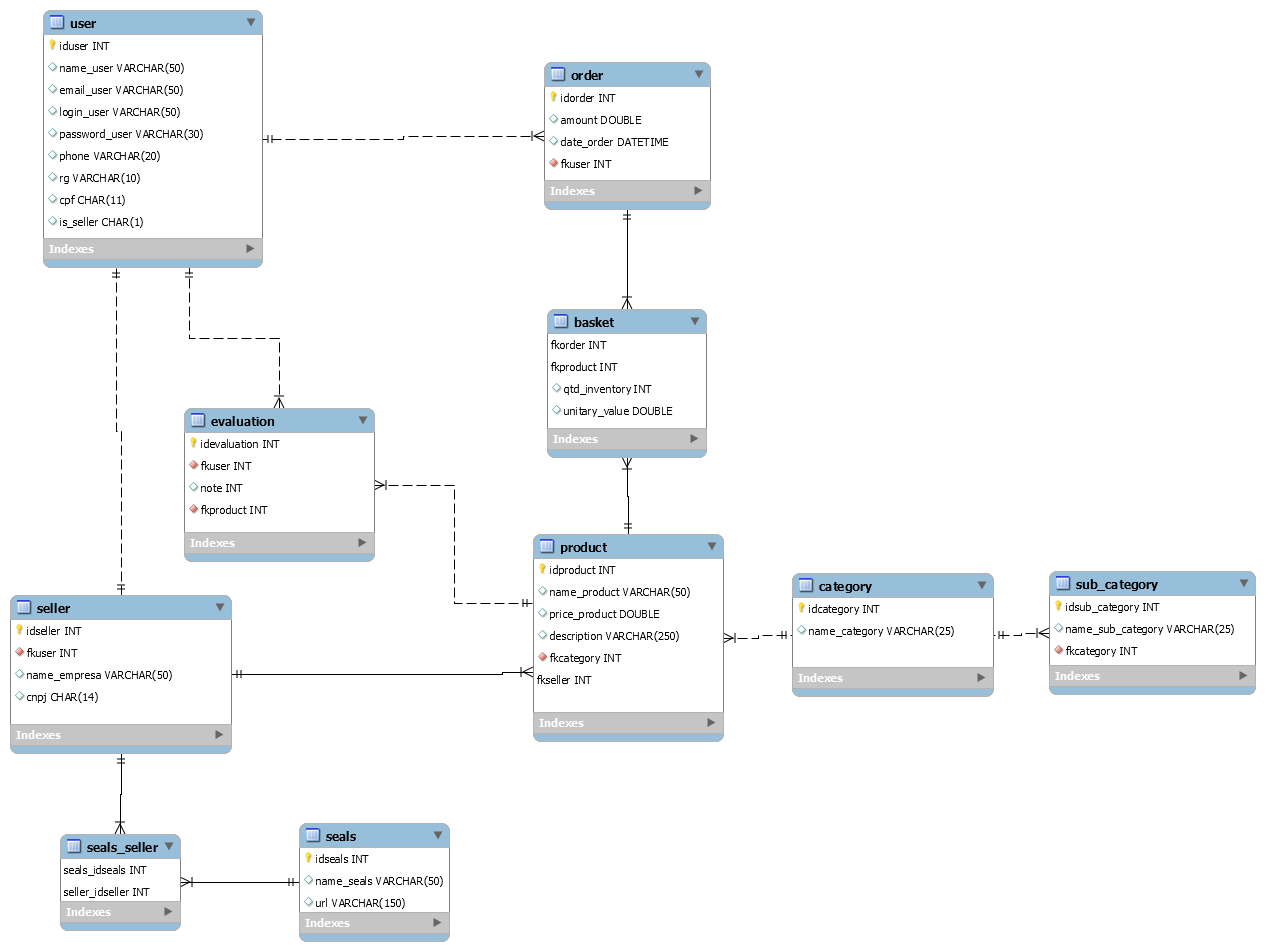 user
iduser INT
name_user VARCHAR(50)
email_user VARCHAR(50)
login_user VARCHAR(50)
password_user VARCHAR(30)
phone VARCHAR(20)
rg VARCHAR(10)
cpf CHAR(11)
is_seller CHAR(1)
Indexes
order
idorder INT
amount DOUBLE
date_order DATETIME
fkuser INT
Indexes
basket
fkorder INT
fkproduct INT
qtd_inventory INT
unitary_value DOUBLE
Indexes
evaluation
idevaluation INT
fkuser INT
note INT
fkproduct INT
Indexes
product
idproduct INT
name_product VARCHAR(50)
price_product DOUBLE
description VARCHAR(250)
fkcategory INT
fkseller INT
Indexes
category
idcategory INT
name_category VARCHAR(25)
Indexes
sub_category
idsub_category INT
name_sub_category VARCHAR(25)
fkcategory INT
Indexes
seller
idseller INT
fkuser INT
name_empresa VARCHAR(50)
cnpj CHAR(14)
Indexes
seals_seller
seals_idseals INT
seller_idseller INT
Indexes
seals
idseals INT
name_seals VARCHAR(50)
url VARCHAR(150)
Indexes